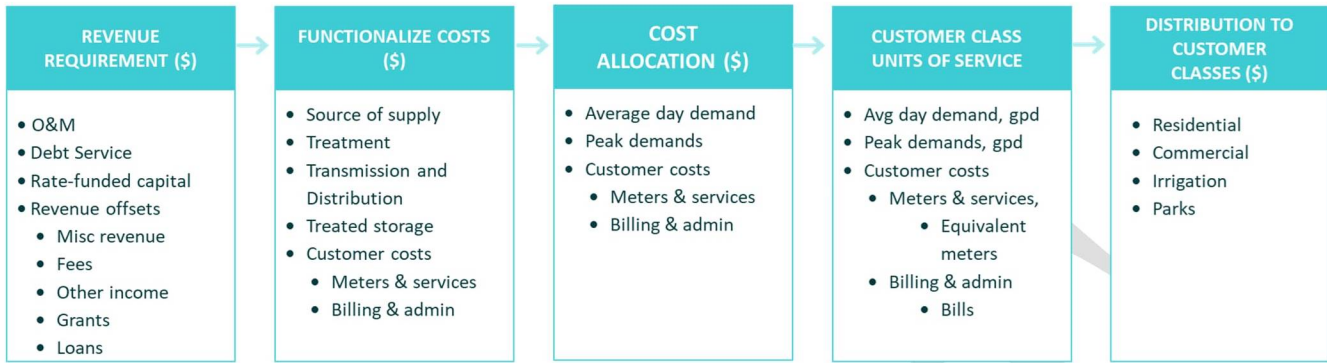 REVENUE
REQUIREMENT ($)
• O&M
• Debt Service
• Rate-funded capital
• Revenue offsets
• Misc revenue
• Fees
• Other income
• Grants
• Loans
FUNCTIONALIZE COSTS
($)
• Source of supply
• Treatment
• Transmission and
Distribution
• Treated storage
• Customer costs
• Meters & services
• Billing & admin
COST
ALLOCATION ($)
• Average day demand
• Peak demands
• Customer costs
• Meters & services
• Billing & admin
CUSTOMER CLASS
UNITS OF SERVICE
• Avg day demand, gpd
• Peak demands, gpd
• Customer costs
• Meters & services,
• Equivalent
meters
• Billing & admin
• Bills
DISTRIBUTION TO
CUSTOMER
CLASSES ($)
• Residential
• Commercial
• Irrigation
• Parks